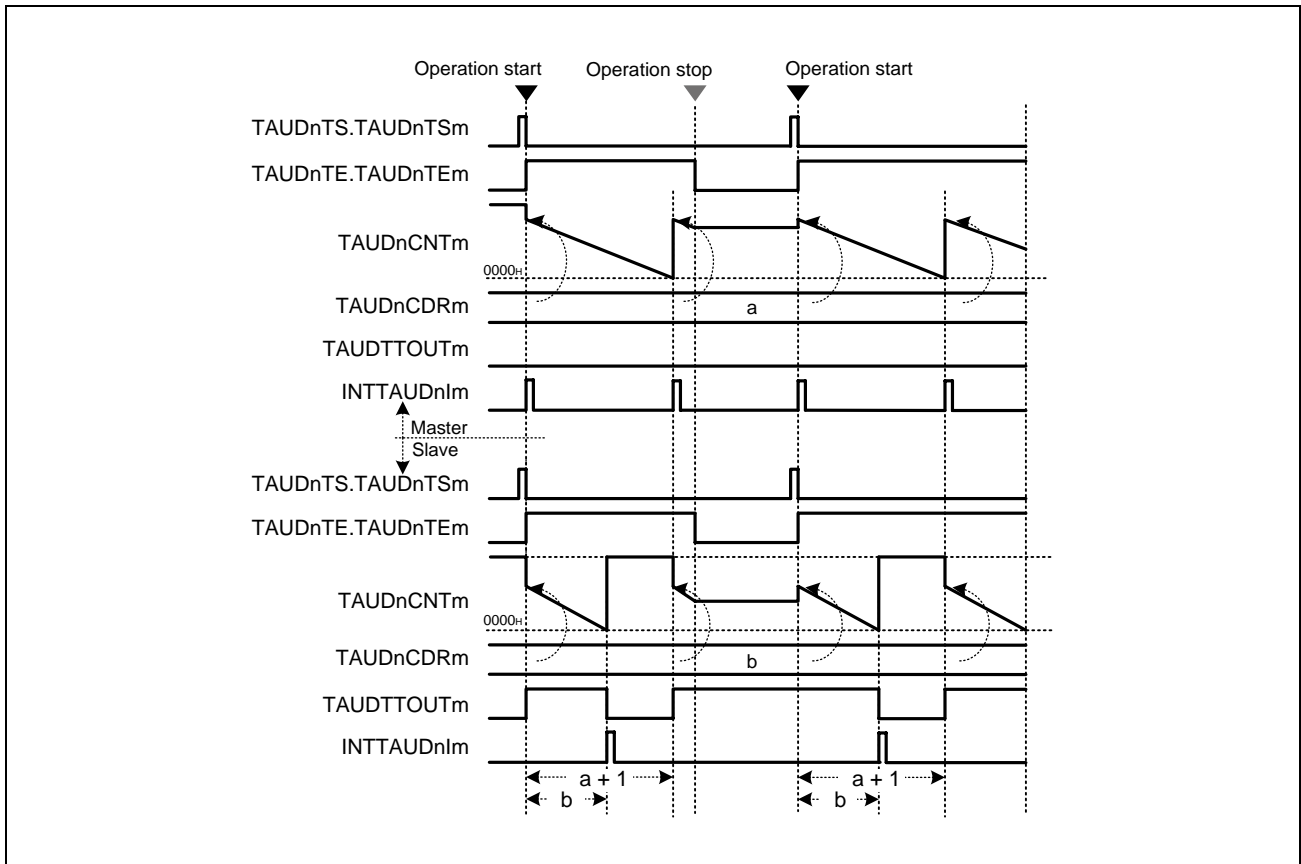 Operation start Operation stop Operation start
TAUDnTS.TAUDnTSm
TAUDnTE.TAUDnTEm
TAUDnCNTm
0000H
TAUDnCDRm
a
TAUDTTOUTm
INTTAUDnIm
Master
Slave
TAUDnTS.TAUDnTSm
TAUDnTE.TAUDnTEm
TAUDnCNTm
0000H
TAUDnCDRm
b
TAUDTTOUTm
INTTAUDnIm
a + 1 a + 1
b b